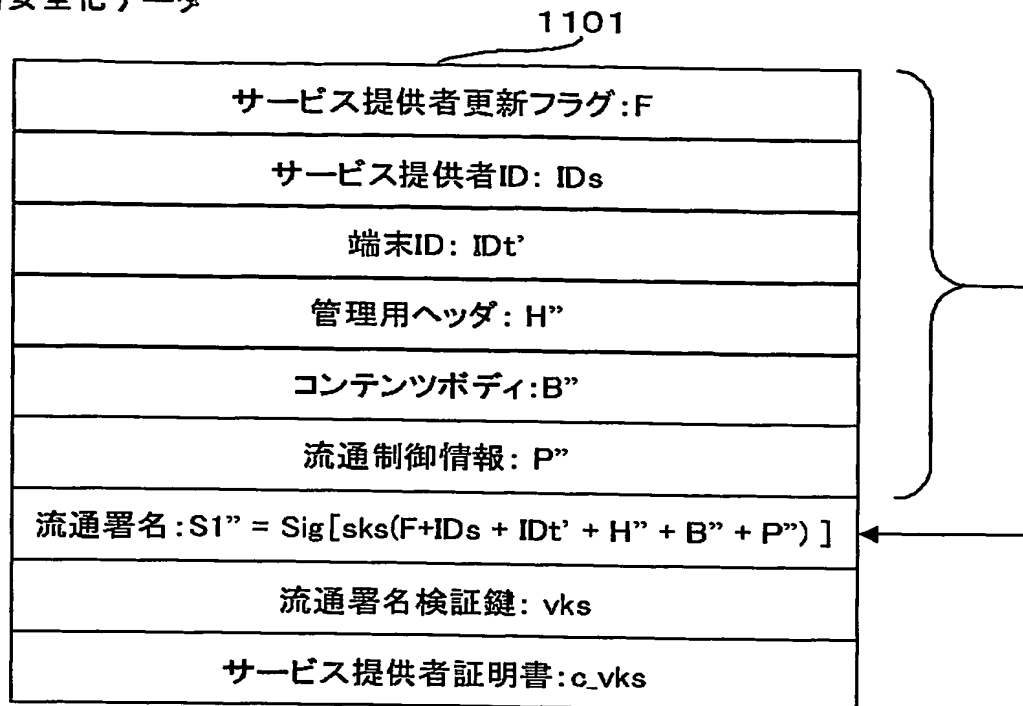 安全化データ
1101
サービス提供者更新フラグ:F
サービス提供者ID: IDs
端末ID: IDt’
管理用ヘッダ: H”
コンテンツボディ:B”
流通制御情報: P”
流通署名:S1” = Sig[sks(F+IDs + IDt’ + H” + B” + P”) ]
流通署名検証鍵: vks
サービス提供者証明書:c_vks